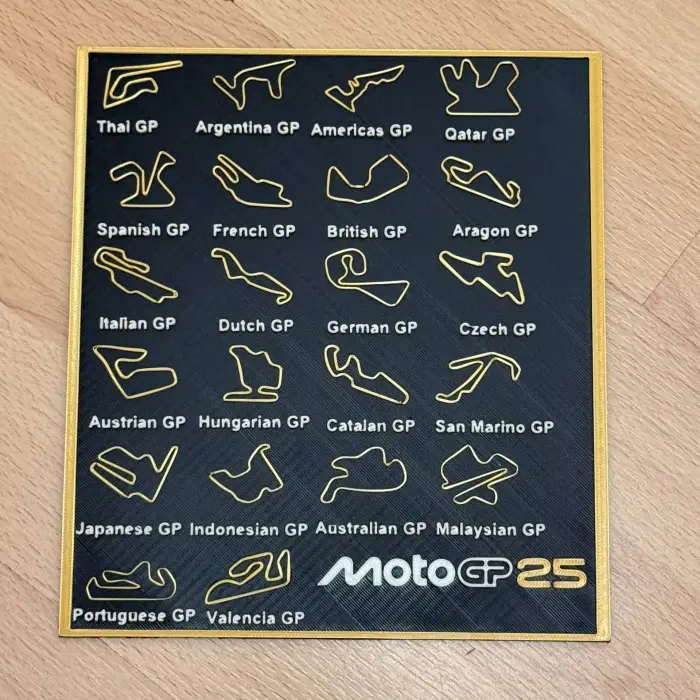 Thai GP Argentina GP Americas GP Qatar GP
Spanish GP French GP British GP Aragon GP
Italian GP Dutch GP German GP Czech GP
Austrian GP Hungarian GP Catalan GP San Marino GP
Japanese GP Indonesian GP Australian GP Malaysian GP
Portuguese GP Valencia GP MotoGP 25